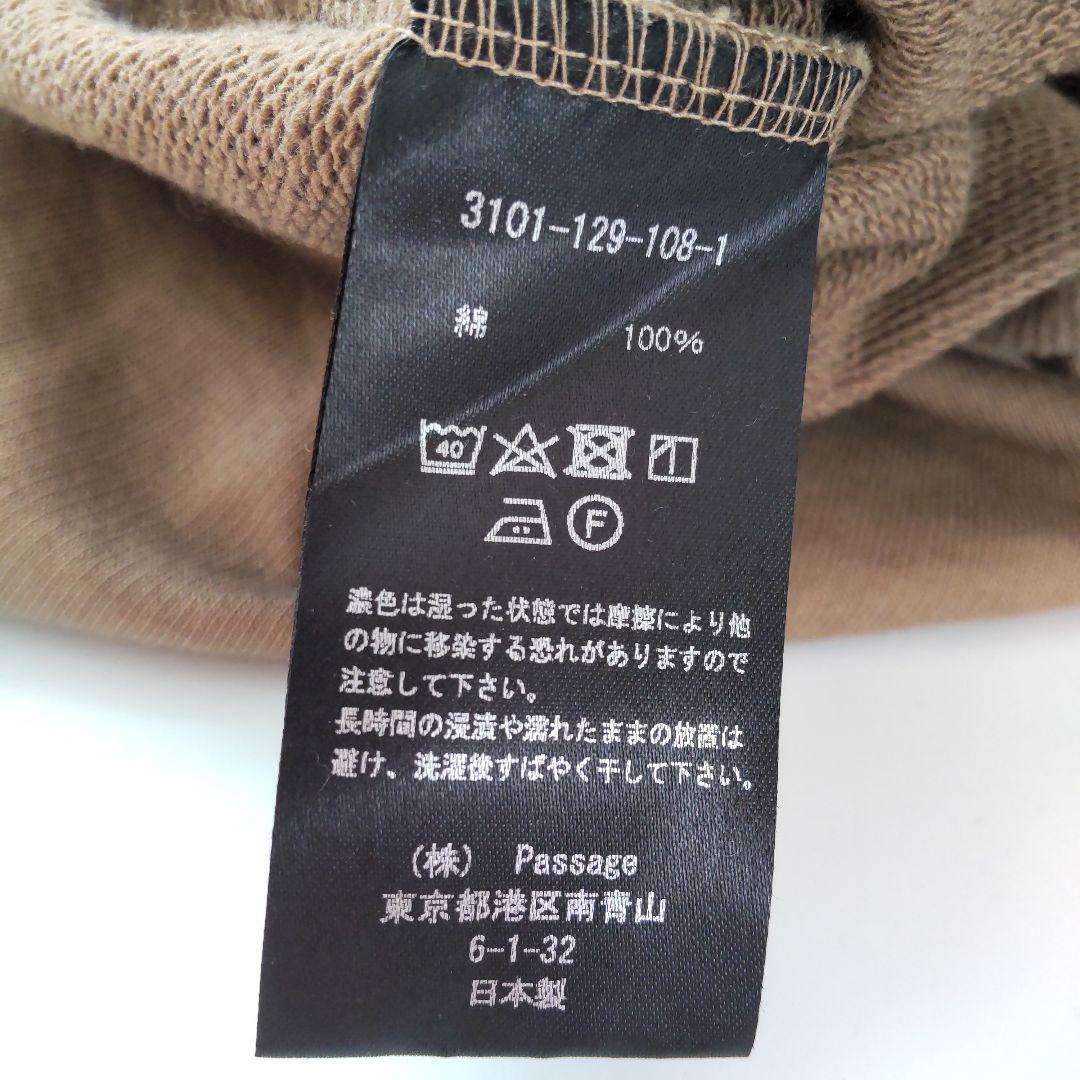 3101-129-108-1
綿 100%
40
F
濃色は湿った状態では摩擦により他
の物に移染する恐れがありますので
注意して下さい。
長時間の浸漬や濡れたままの放置は
避け、洗濯後すばやく干して下さい。
(株) Passage
東京都港区南青山
6-1-32
日本製